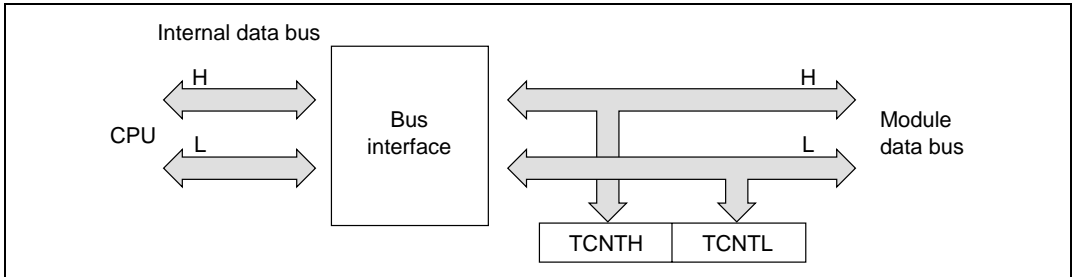 Internal data bus
H
H
CPU
Bus
interface
Module
data bus
L
L
TCNTH
TCNTL